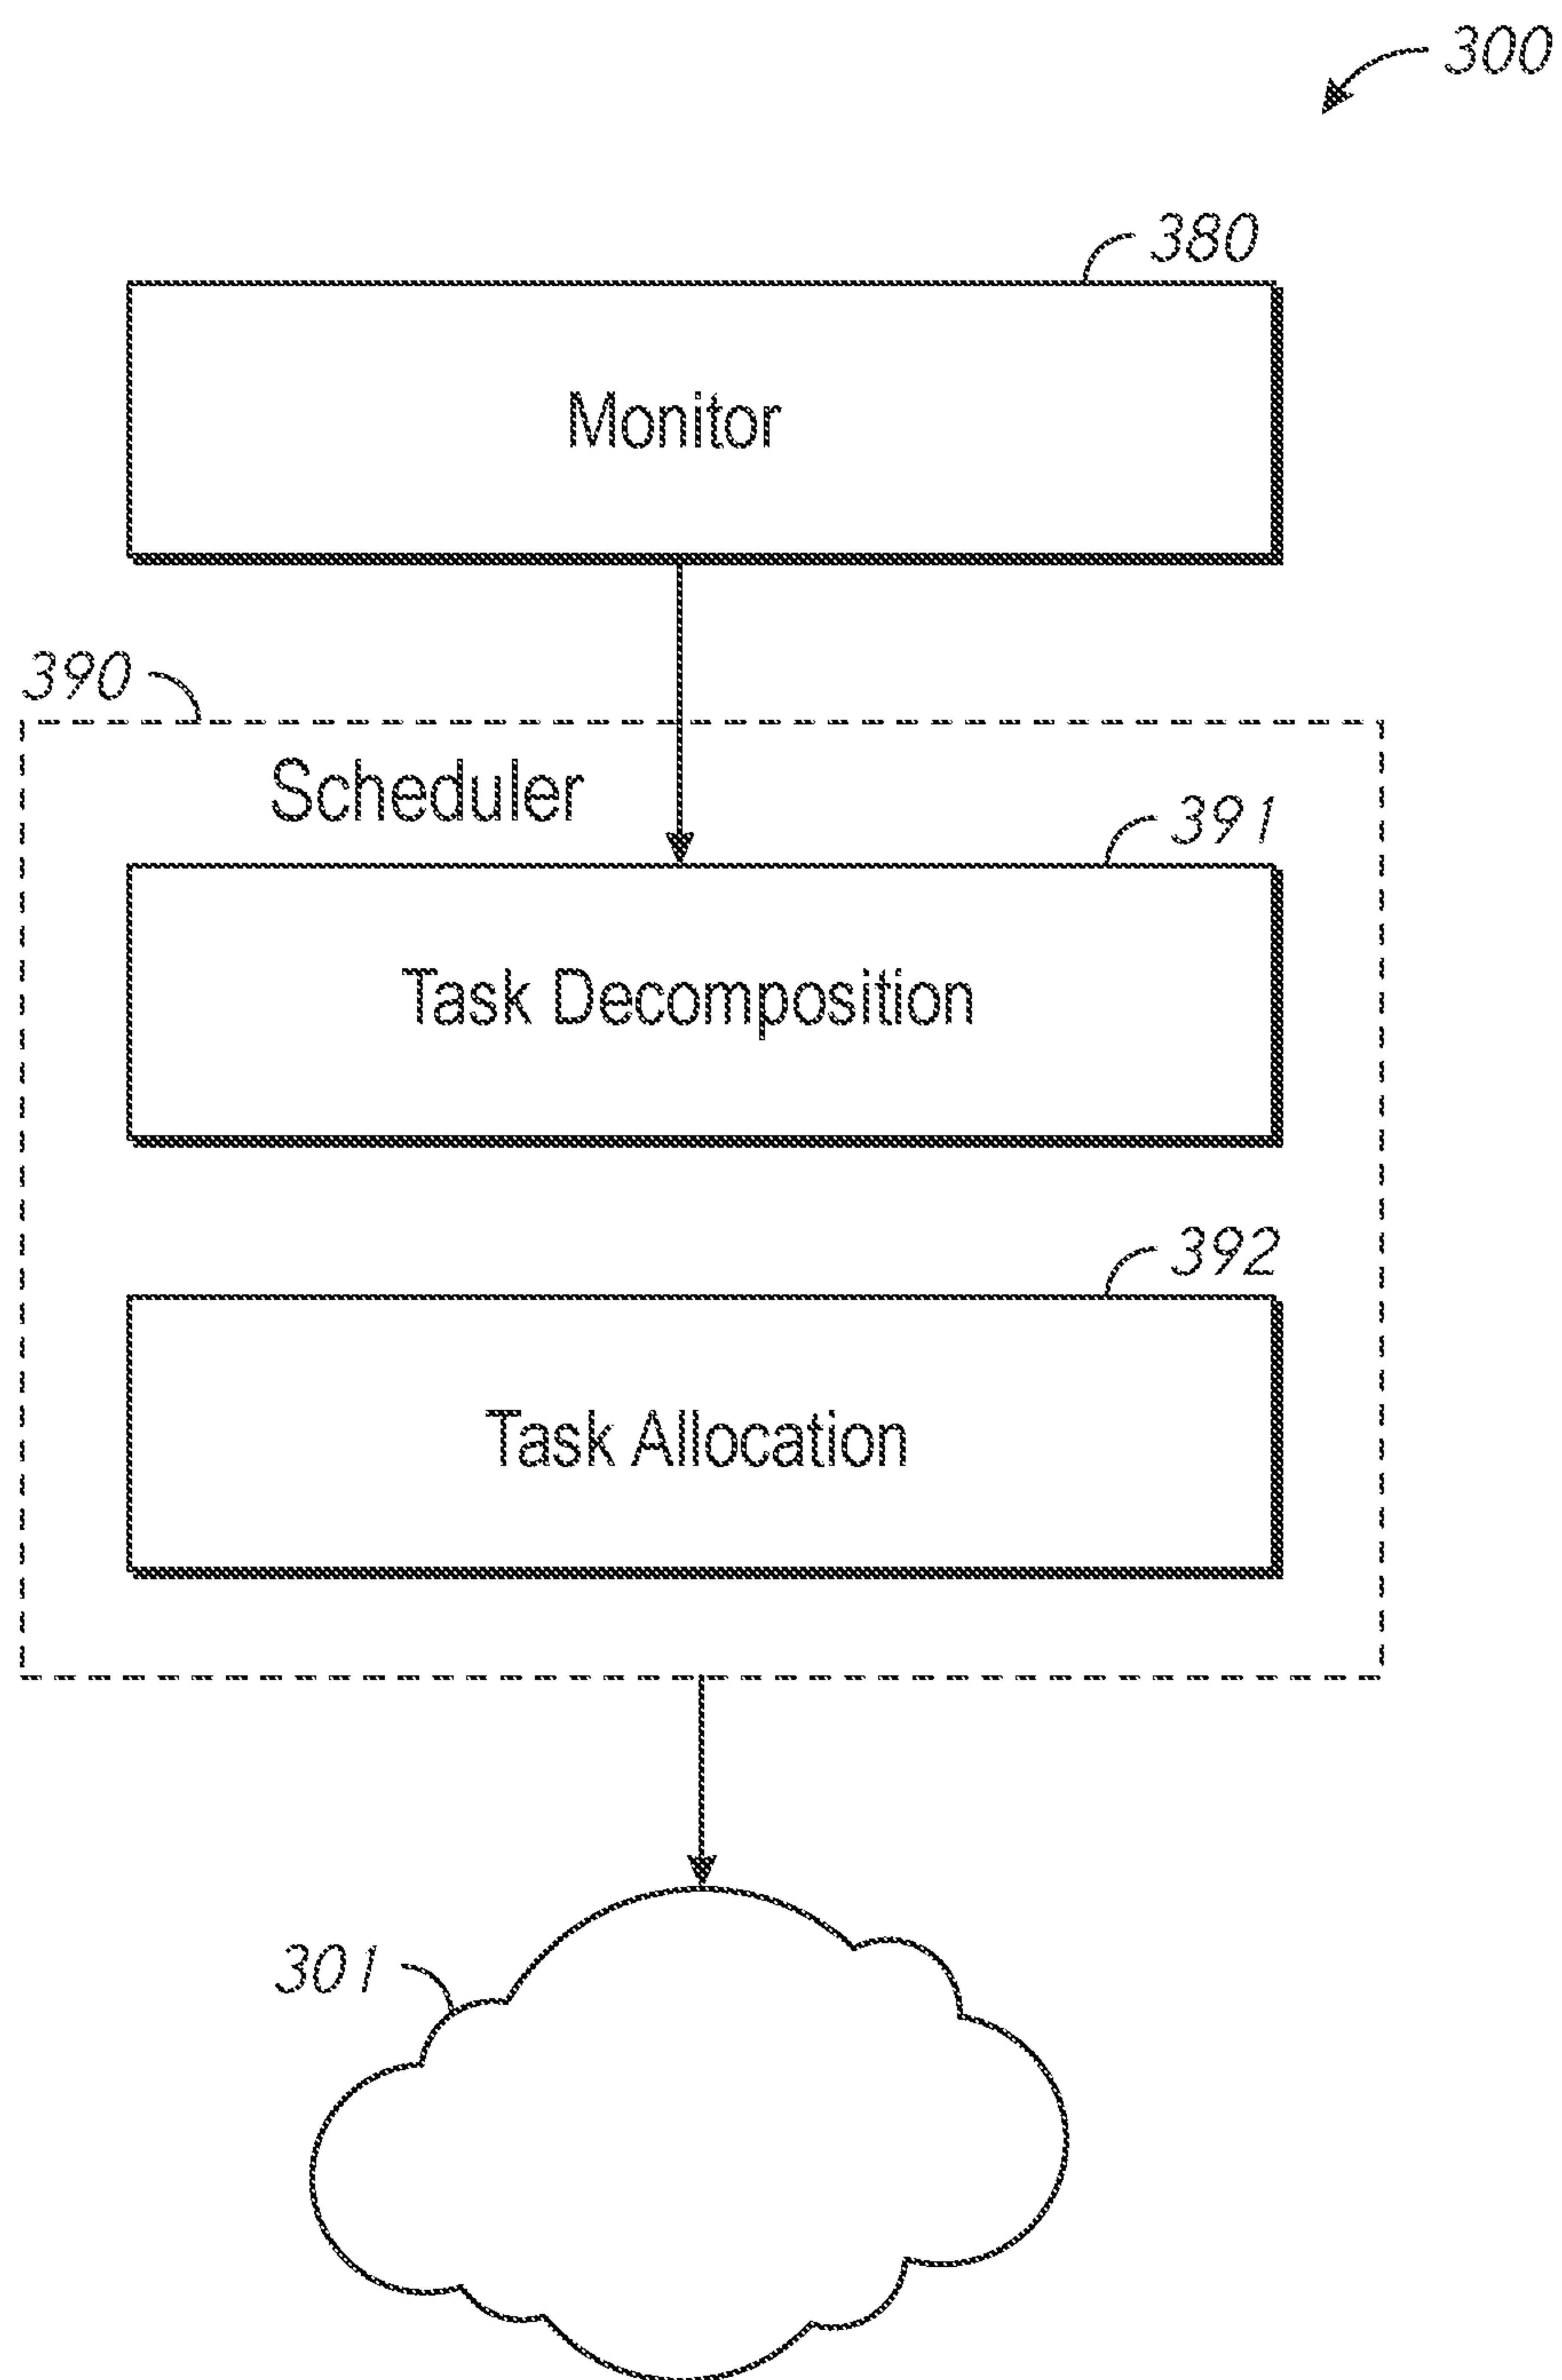 300
380
Monitor
390
Scheduler
391
Task Decomposition
392
Task Allocation
301